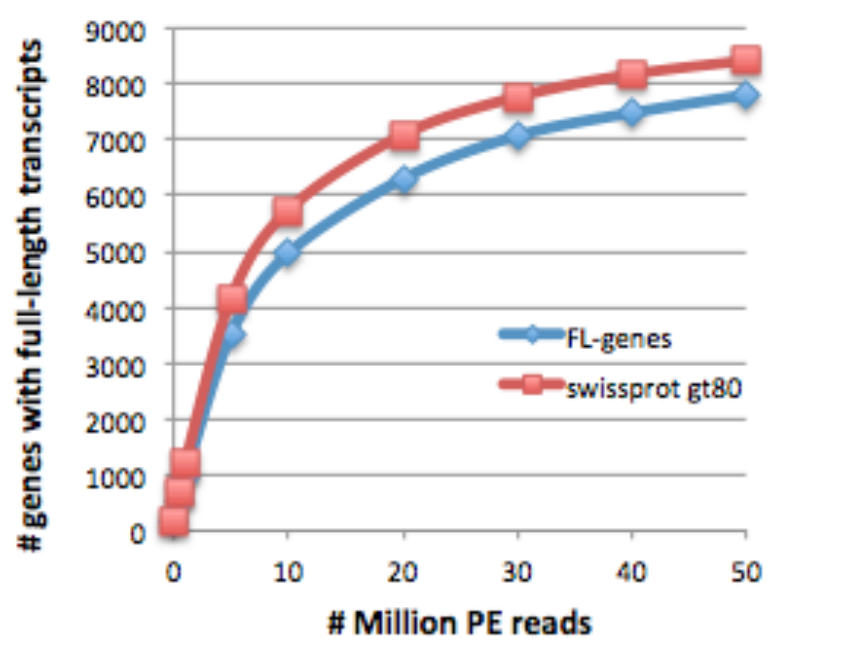 # genes with full-length transcripts
9000
8000
7000
6000
5000
4000
3000
2000
1000
0
FL-genes
swissprot gt80
0 10 20 30 40 50
# Million PE reads